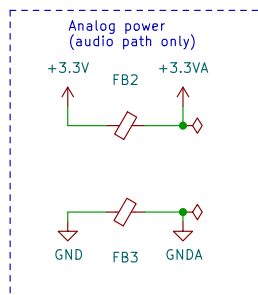 Analog power
(audio path only)
+3.3V
+3.3VA
FB2
GND
GNDA
FB3